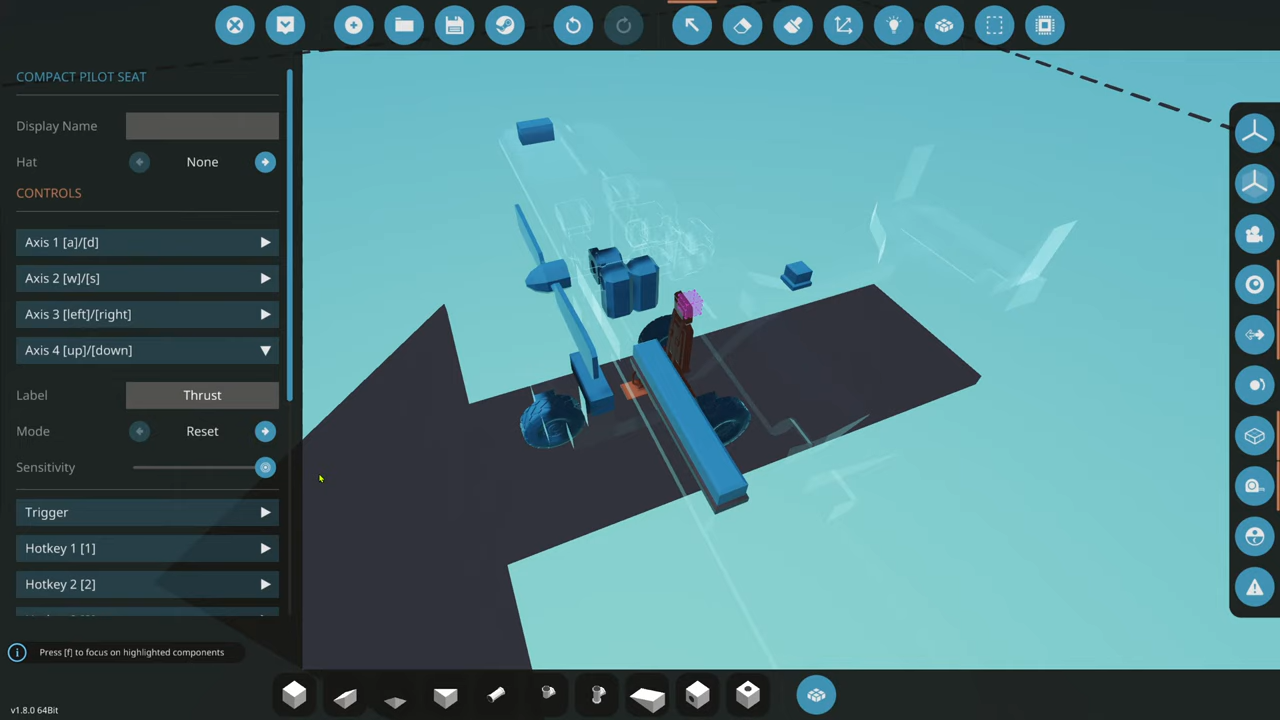 COMPACT PILOT SEAT
Display Name
Hat None
CONTROLS
Axis 1 [a]/[d]
Axis 2 [w]/[s]
Axis 3 [left]/[right]
Axis 4 [up]/[down]
Label Thrust
Mode Reset
Sensitivity
Trigger
Hotkey 1 [1]
Hotkey 2 [2]
Press [f] to focus on highlighted components
v1.8.0 64Bit